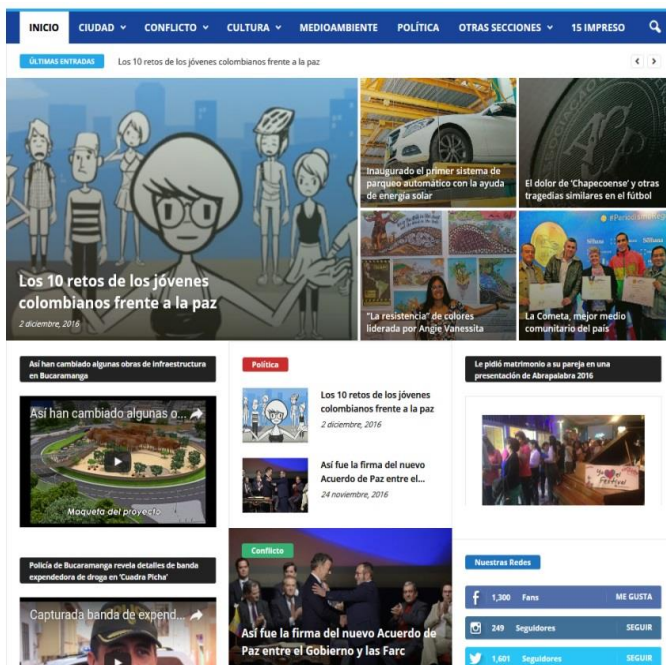 INICIO CIUDAD CONFLICTO CULTURA MEDIOAMBIENTE POLÍTICA OTRAS SECCIONES 15 IMPRESO
ÚLTIMAS ENTRADAS Los 10 retos de los jóvenes colombianos frente a la paz
Los 10 retos de los jóvenes
colombianos frente a la paz
2 diciembre, 2016
Inaugurado el primer sistema de
parqueo automático con la ayuda
de energía solar
El dolor de ‘Chapecoense’ y otras
tragedias similares en el fútbol
"La resistencia" de colores
liderada por Angie Vanessita
La Cometa, mejor medio
comunitario del país
Así han cambiado algunas obras de infraestructura
en Bucaramanga
Así han cambiado algunas o...
Maqueta del proyecto
Policía de Bucaramanga revela detalles de banda
expendedora de droga en ‘Cuadra Picha’
Capturada banda de expend...
Política
Los 10 retos de los jóvenes
colombianos frente a la paz
2 diciembre, 2016
Así fue la firma del nuevo
Acuerdo de Paz entre el...
24 noviembre, 2016
Conflicto
Así fue la firma del nuevo Acuerdo de
Paz entre el Gobierno y las Farc
Le pidió matrimonio a su pareja en una
presentación de Abrapalabra 2016
Nuestras Redes
1,300 Fans ME GUSTA
249 Seguidores SEGUIR
1,601 Seguidores SEGUIR